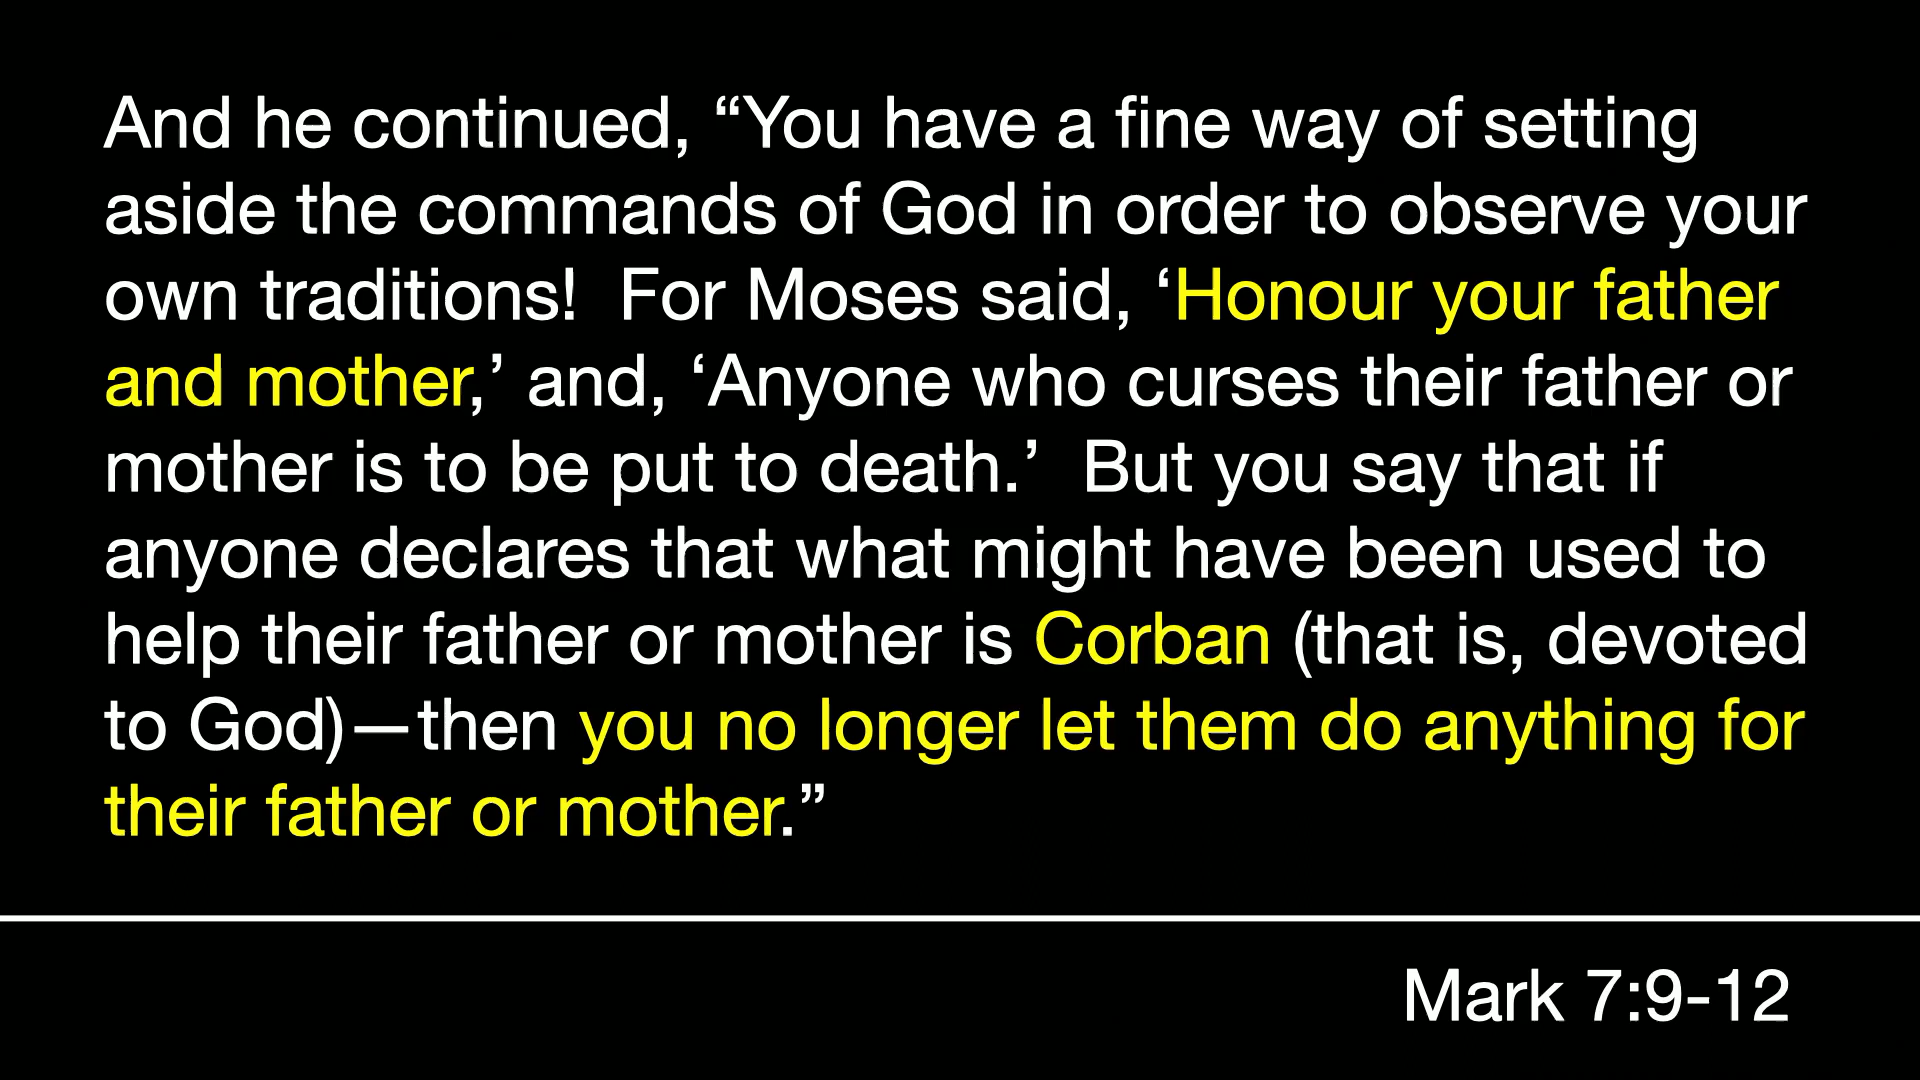 And he continued, “You have a fine way of setting
aside the commands of God in order to observe your
own traditions!  For Moses said, ‘Honour your father
and mother,’ and, ‘Anyone who curses their father or
mother is to be put to death.’  But you say that if
anyone declares that what might have been used to
help their father or mother is Corban (that is, devoted
to God)—then you no longer let them do anything for
their father or mother.”
Mark 7:9-12